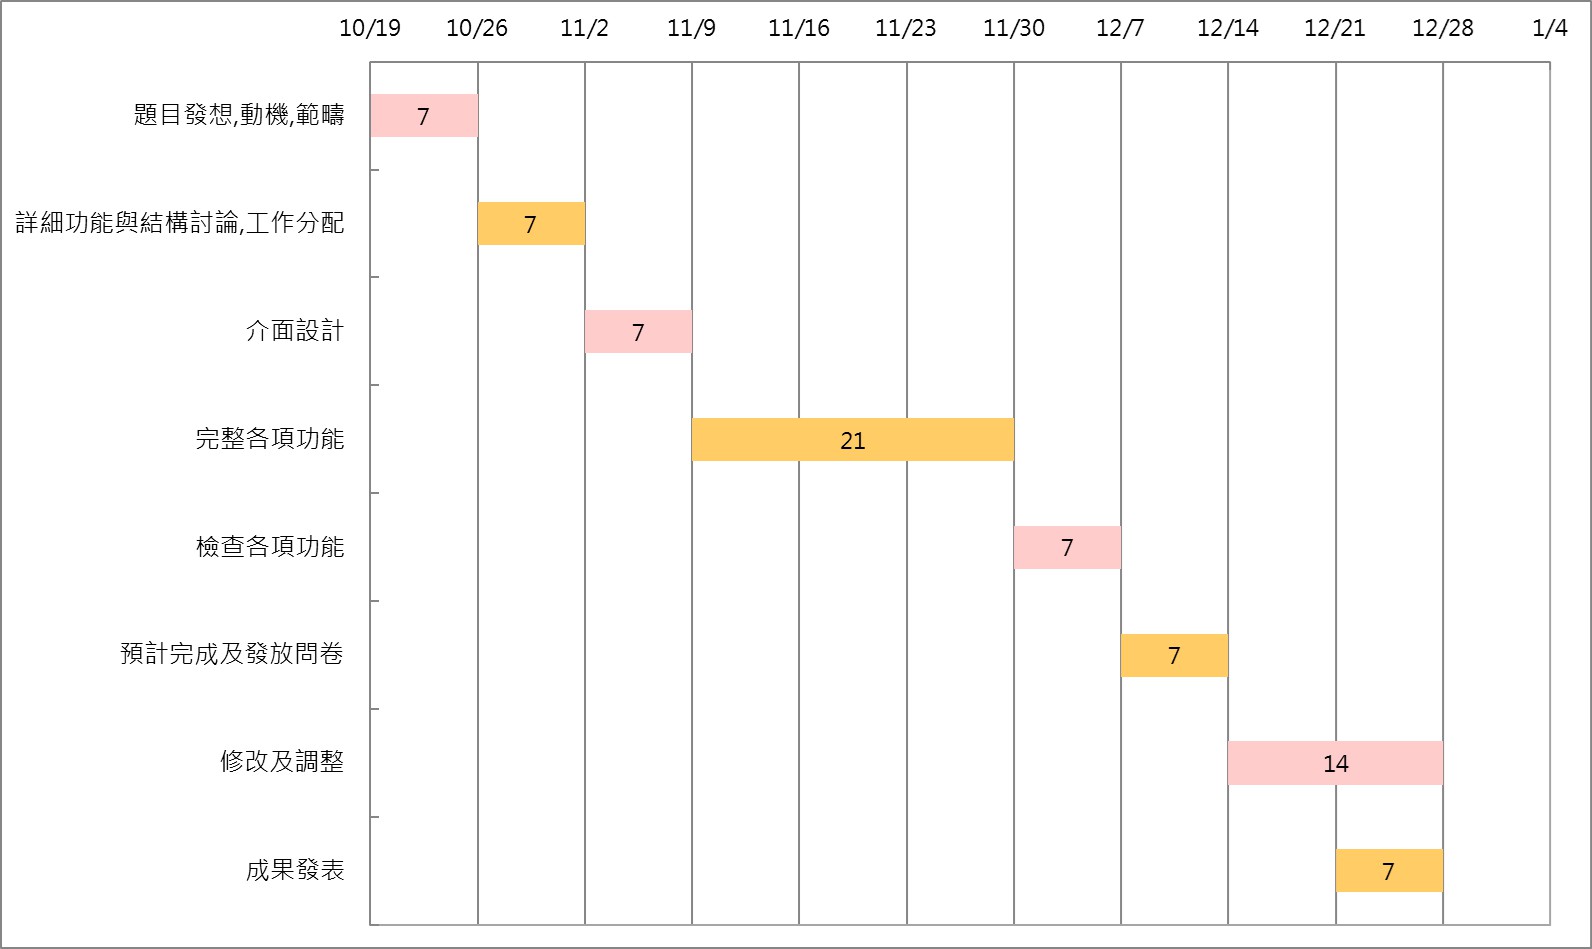 10/19 10/26 11/2 11/9 11/16 11/23 11/30 12/7 12/14 12/21 12/28 1/4
題目發想,動機,範疇 7
詳細功能與結構討論,工作分配 7
介面設計 7
完整各項功能 21
檢查各項功能 7
預計完成及發放問卷 7
修改及調整 14
成果發表 7